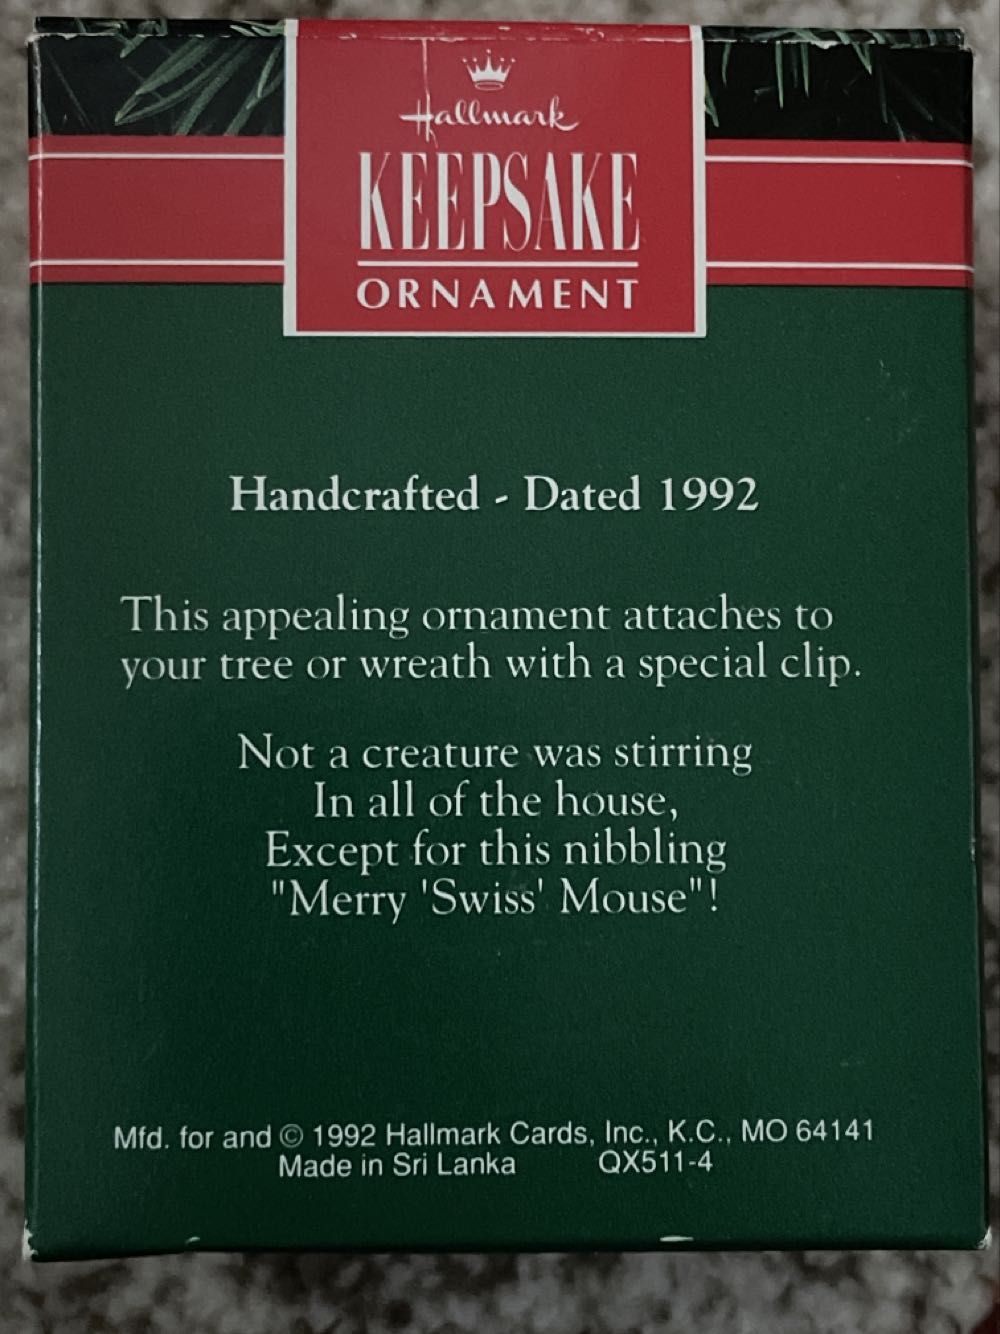 Hallmark
KEEPSAKE
ORNAMENT
Handcrafted - Dated 1992
This appealing ornament attaches to
your tree or wreath with a special clip.
Not a creature was stirring
In all of the house,
Except for this nibbling
"Merry 'Swiss' Mouse"!
Mfd. for and © 1992 Hallmark Cards, Inc., K.C., MO 64141
Made in Sri Lanka QX511-4